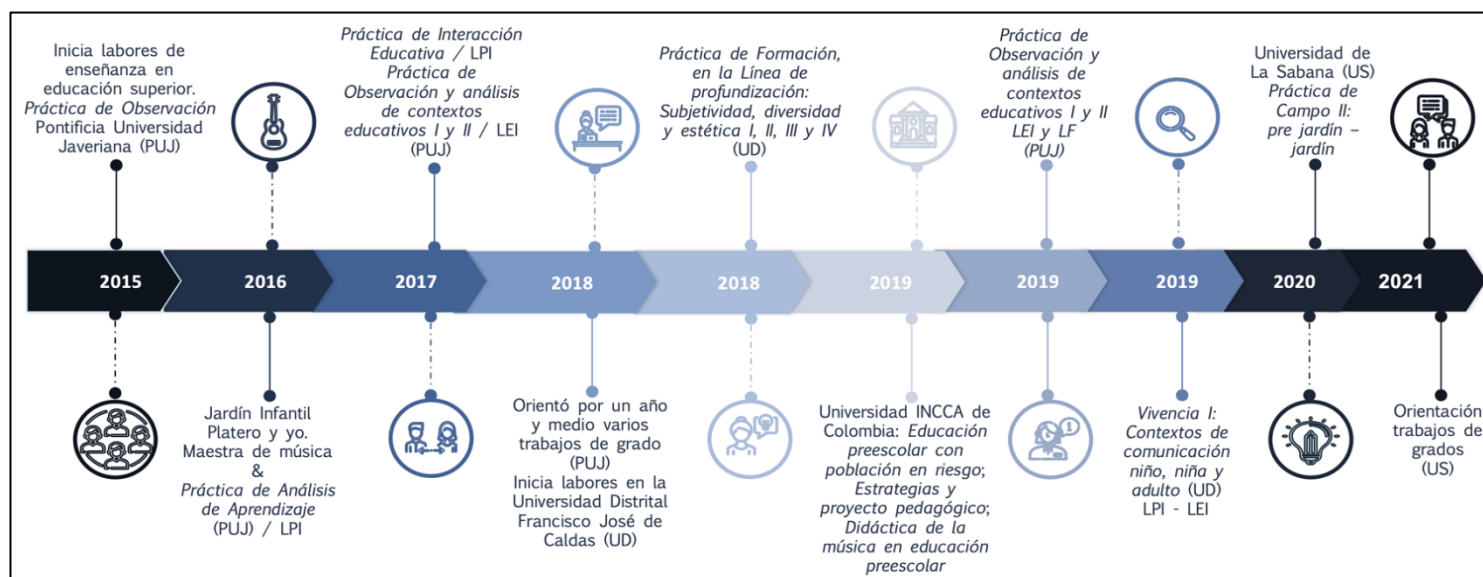 Inicia labores de
enseñanza en
educación superior.
Práctica de Observación
Pontificia Universidad
Javeriana (PUJ)
Práctica de Interacción
Educativa / LPI
Práctica de
Observación y análisis
de contextos
educativos I y II / LEI
(PUJ)
Práctica de Formación,
en la Línea de
profundización:
Subjetividad, diversidad
y estética I, II, III y IV
(UD)
Práctica de
Observación y
análisis de
contextos
educativos I y II
LEI y LF
(PUJ)
Universidad de
La Sabana (US)
Práctica de
Campo II:
pre jardín –
jardín
2015
2016
2017
2018
2018
2019
2019
2019
2020
2021
Jardín Infantil
Platero y yo.
Maestra de música
&
Práctica de Análisis
de Aprendizaje
(PUJ) / LPI
Orientó por un año
y medio varios
trabajos de grado
(PUJ)
Inicia labores en la
Universidad Distrital
Francisco José de
Caldas (UD)
Universidad INCCA de
Colombia: Educación
preescolar con
población en riesgo;
Estrategias y
proyecto pedagógico;
Didáctica de la
música en educación
preescolar
Vivencia I:
Contextos de
comunicación
niño, niña y
adulto (UD)
LPI - LEI
Orientación
trabajos de
grados
(US)